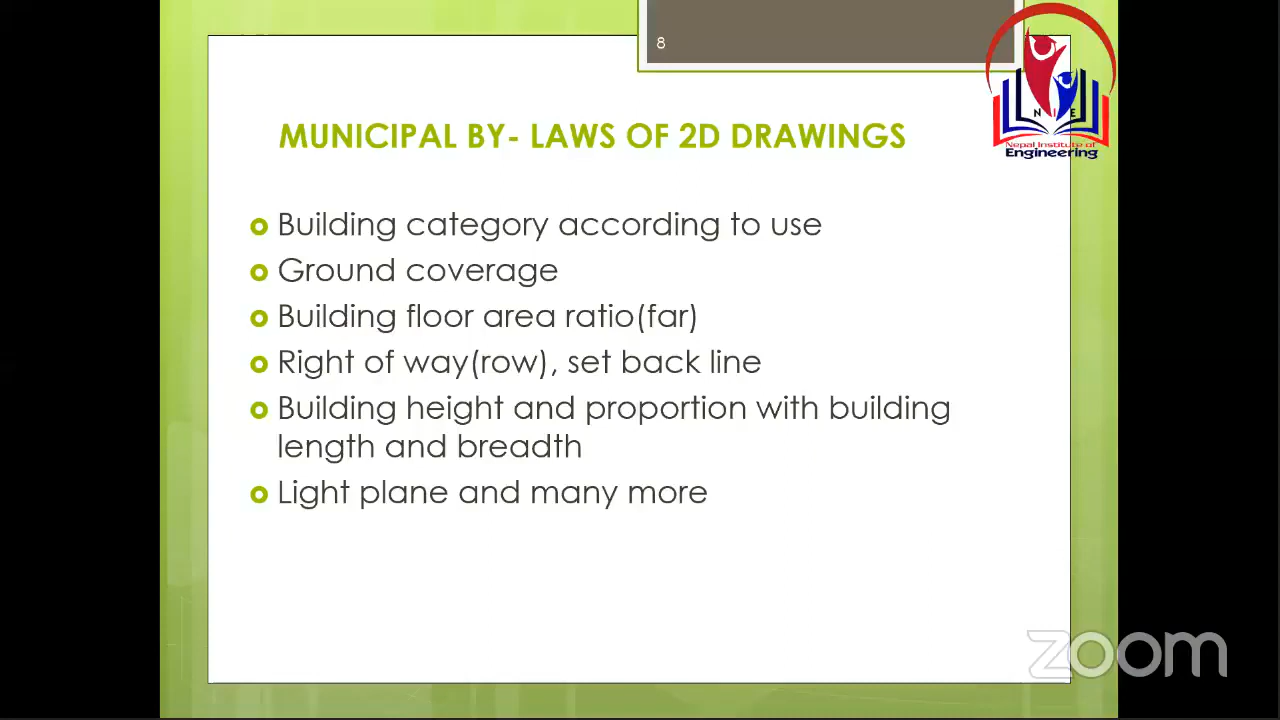 8
N I E
Nepal Institute of
Engineering
MUNICIPAL BY- LAWS OF 2D DRAWINGS
Building category according to use
Ground coverage
Building floor area ratio(far)
Right of way(row), set back line
Building height and proportion with building
length and breadth
Light plane and many more
zoom